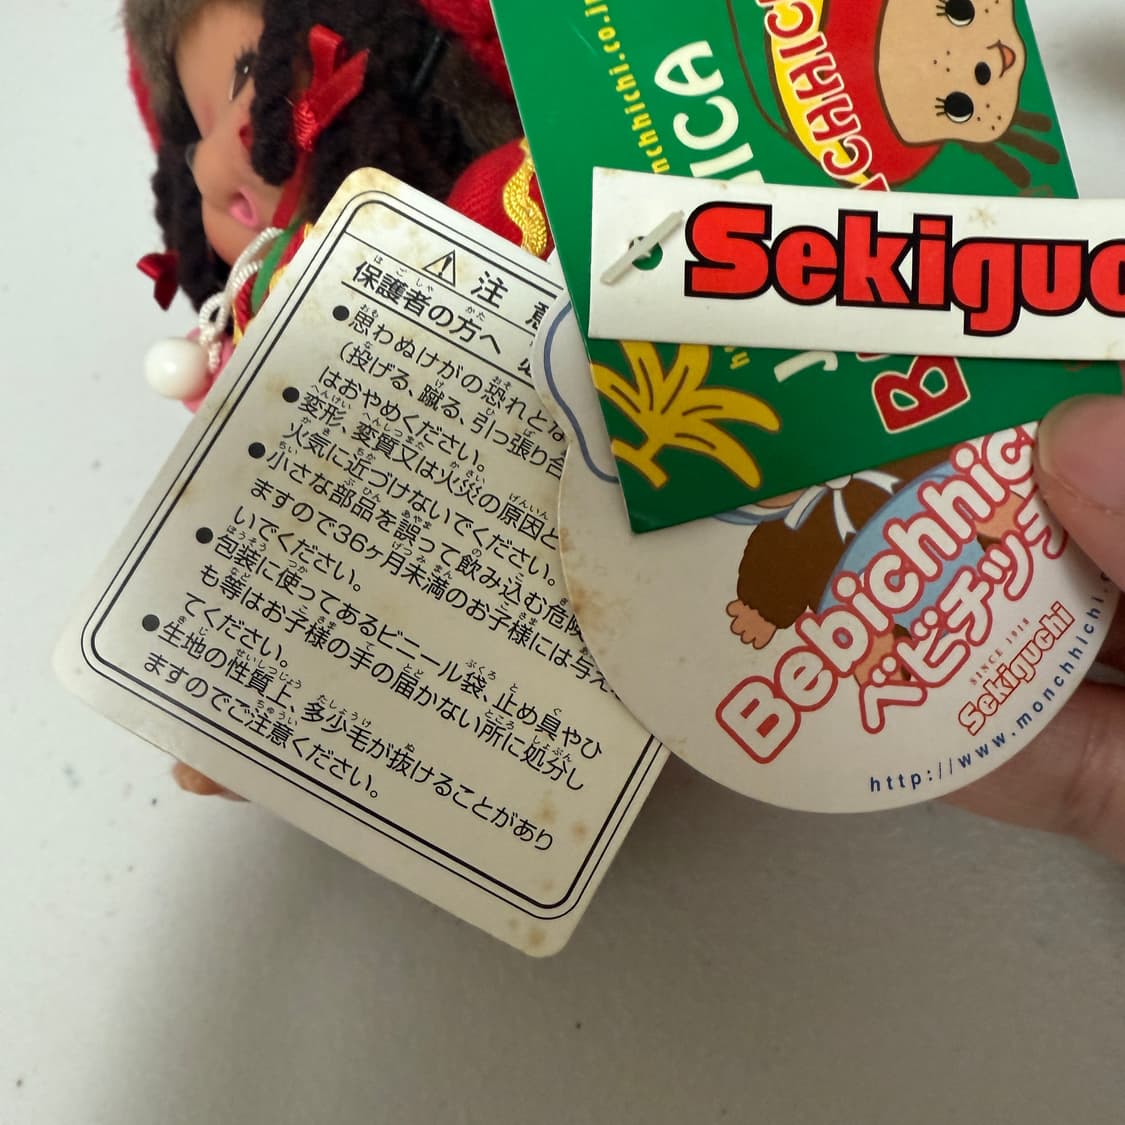 注
保護者の方へ
●思わぬけがの恐れとな
(投げる、蹴る、引っ張り合
はおやめください。
●変形、変質又は火災の原因と
火気に近づけないでください。
●小さな部品を誤って飲み込む危険
ますので36ヶ月未満のお子様には与え
いでください。
●包装に使ってあるビニール袋、止め具やひ
も等はお子様の手の届かない所に処分し
てください。
●生地の性質上、多少毛が抜けることがあり
ますのでご注意ください。
nchhichi.co.j
Sekiguc
Bebichhic
ベビチッチ
SINCE 1918
Sekiguchi
http://www.monchhichi.c